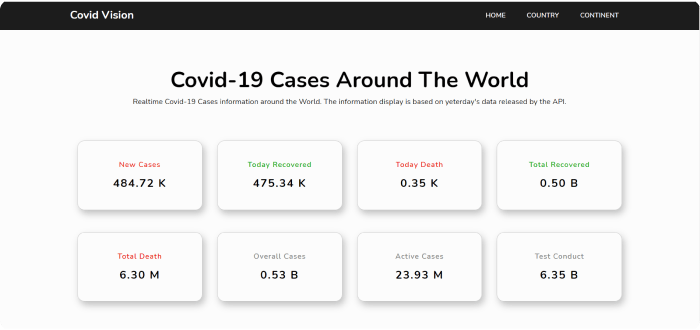 Covid Vision HOME COUNTRY CONTINENT
Covid-19 Cases Around The World
Realtime Covid-19 Cases information around the World. The information display is based on yeterday's data released by the API.
New Cases Today Recovered Today Death Total Recovered
484.72 K 475.34 K 0.35 K 0.50 B
Total Death Overall Cases Active Cases Test Conduct
6.30 M 0.53 B 23.93 M 6.35 B